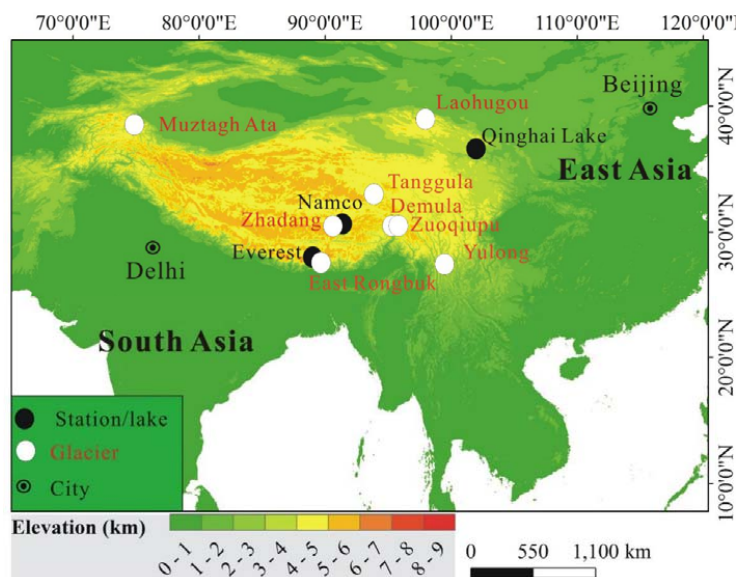 70°0'0"E
80°0'0"E
90°0'0"E
100°0'0"E
110°0'0"E
120°0'0"E
Beijing
Laohugou
40°0'0"N
Muztagh Ata
Qinghai Lake
East Asia
Tanggula
Namco
Demula
Zhadang
Zuoqiupu
30°0'0"N
Everest
Yulong
Delhi
East Rongbuk
South Asia
20°0'0"N
Station/lake
Glacier
City
10°0'0"N
Elevation (km)
0 - 1
1 - 2
2 - 3
3 - 4
4 - 5
5 - 6
6 - 7
7 - 8
8 - 9
0 550 1,100 km